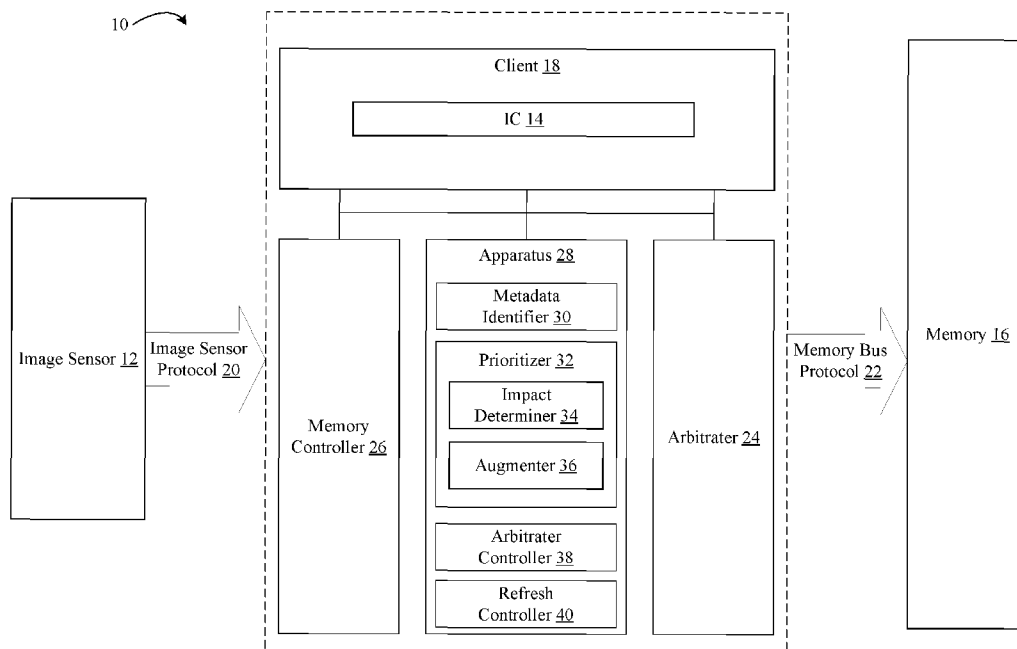 10
Client 18
IC 14
Image Sensor 12
Image Sensor
Protocol 20
Memory
Controller 26
Apparatus 28
Metadata
Identifier 30
Prioritizer 32
Impact
Determiner 34
Augmenter 36
Arbitrater
Controller 38
Refresh
Controller 40
Arbitrater 24
Memory Bus
Protocol 22
Memory 16